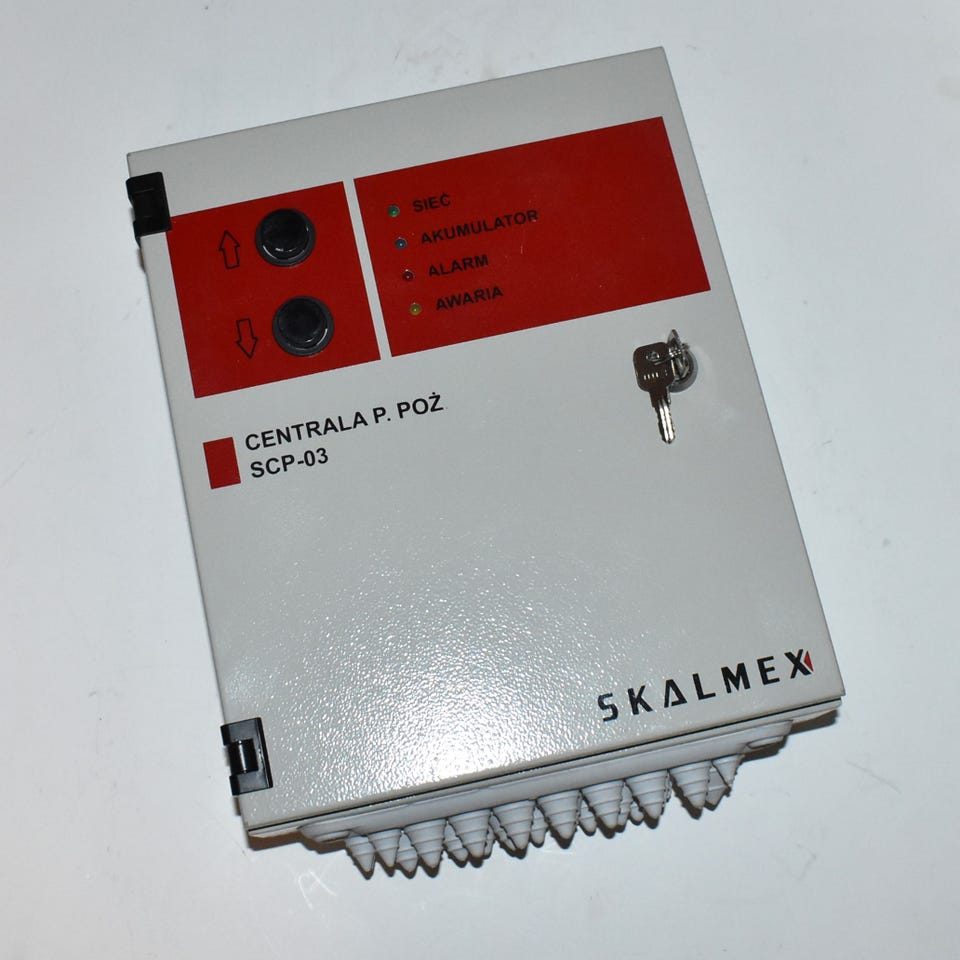 SIEĆ
AKUMULATOR
ALARM
AWARIA
CENTRALA P. POŻ
SCP-03
SKALMEX